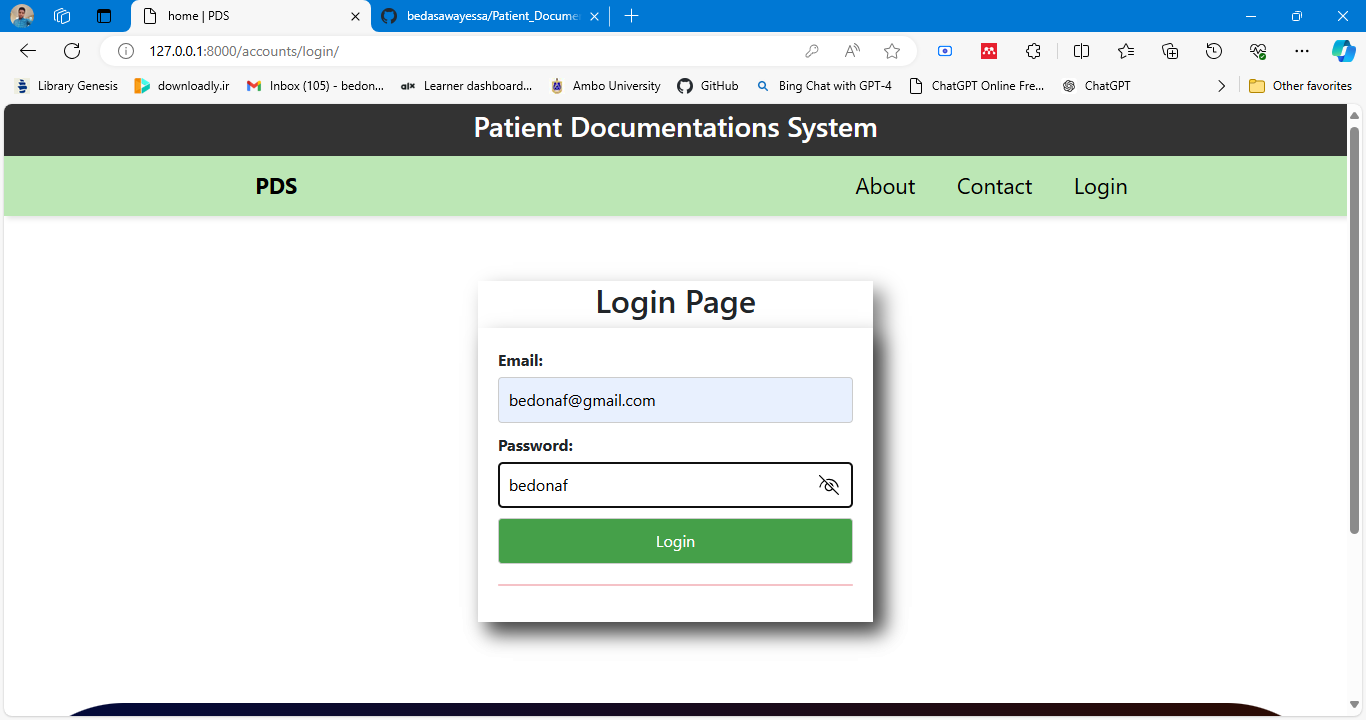 home | PDS
bedasawayessa/Patient_Docume
127.0.0.1:8000/accounts/login/
Library Genesis
downloadly.ir
Inbox (105) - bedon...
alx Learner dashboard...
Ambo University
GitHub
Bing Chat with GPT-4
ChatGPT Online Fre...
ChatGPT
Other favorites
Patient Documentations System
PDS
About
Contact
Login
Login Page
Email:
bedonaf@gmail.com
Password:
bedonaf
Login